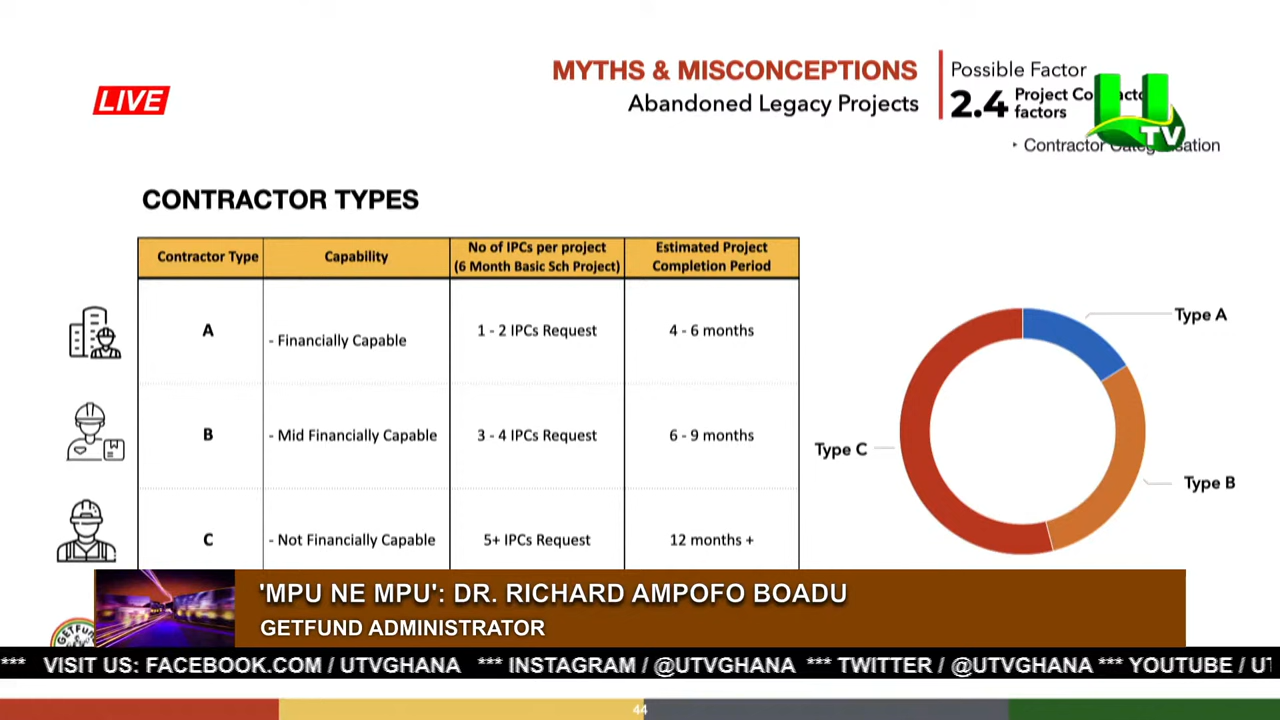 LIVE
MYTHS & MISCONCEPTIONS
Abandoned Legacy Projects
Possible Factor
2.4 Project
factors
UTV
Contractor
CONTRACTOR TYPES
Contractor Type
Capability
No of IPCs per project
(6 Month Basic Sch Project)
Estimated Project
Completion Period
A
- Financially Capable
1 - 2 IPCs Request
4 - 6 months
B
- Mid Financially Capable
3 - 4 IPCs Request
6 - 9 months
C
- Not Financially Capable
5+ IPCs Request
12 months +
Type A
Type C
Type B
'MPU NE MPU': DR. RICHARD AMPOFO BOADU
GETFUND ADMINISTRATOR
GETFUND
*** VISIT US: FACEBOOK.COM / UTVGHANA *** INSTAGRAM / @UTVGHANA *** TWITTER / @UTVGHANA *** YOUTUBE /
44